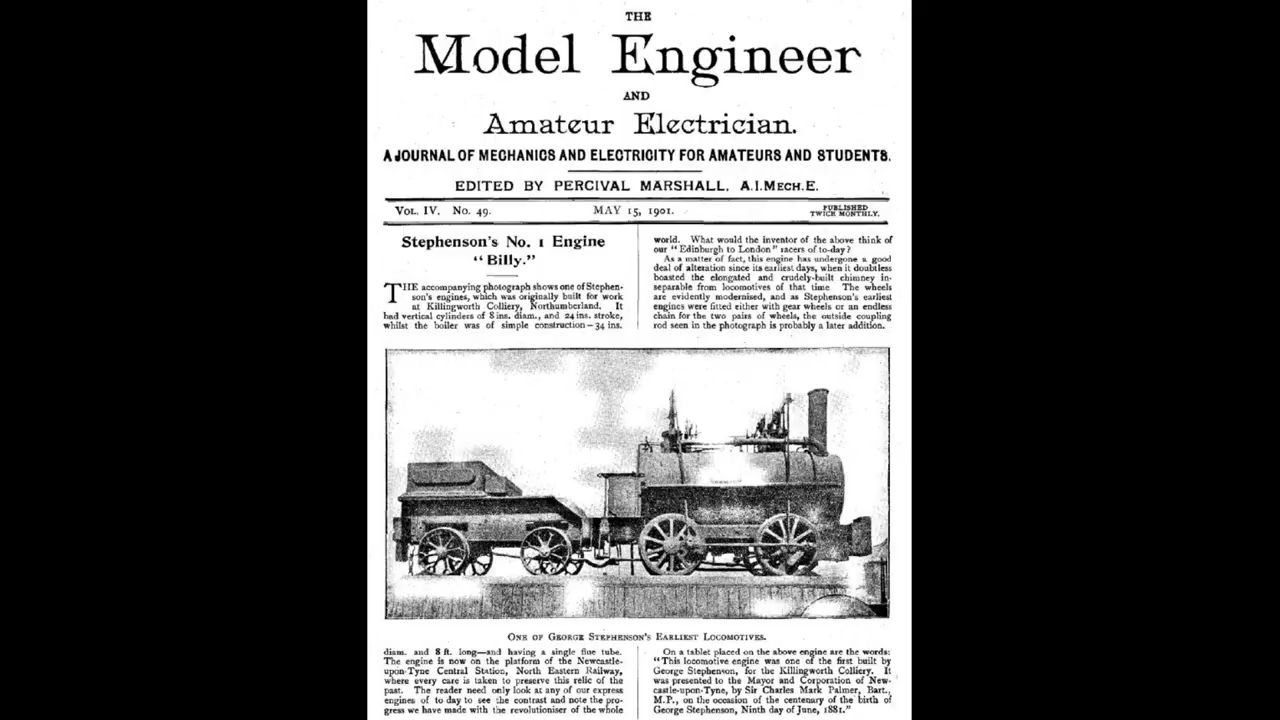 THE
Model Engineer
AND
Amateur Electrician.
A JOURNAL OF MECHANICS AND ELECTRICITY FOR AMATEURS AND STUDENTS.
EDITED BY PERCIVAL MARSHALL, A.I.MECH.E.
VOL. IV. No. 49.
MAY 15, 1901.
PUBLISHED
TWICE MONTHLY.
Stephenson's No. 1 Engine
"Billy."
THE accompanying photograph shows one of Stephen-
son's engines, which was originally built for work
at Killingworth Colliery, Northumberland. It
had vertical cylinders of 8 ins. diam., and 24 ins. stroke,
whilst the boiler was of simple construction—34 ins.
world. What would the inventor of the above think of
our "Edinburgh to London" racers of to-day?
As a matter of fact, this engine has undergone a good
deal of alteration since its earliest days, when it doubtless
boasted the elongated and crudely-built chimney in-
separable from locomotives of that time The wheels
are evidently modernised, and as Stephenson's earliest
engines were fitted either with gear wheels or an endless
chain for the two pairs of wheels, the outside coupling
rod seen in the photograph is probably a later addition.
ONE OF GEORGE STEPHENSON'S EARLIEST LOCOMOTIVES.
diam. and 8 ft. long—and having a single flue tube.
The engine is now on the platform of the Newcastle-
upon-Tyne Central Station, North Eastern Railway,
where every care is taken to preserve this relic of the
past. The reader need only look at any of our express
engines of to day to see the contrast and note the pro-
gress we have made with the revolutioniser of the whole
On a tablet placed on the above engine are the words:
"This locomotive engine was one of the first built by
George Stephenson, for the Killingworth Colliery. It
was presented to the Mayor and Corporation of New-
castle-upon-Tyne, by Sir Charles Mark Palmer, Bart.,
M.P., on the occasion of the centenary of the birth of
George Stephenson, Ninth day of June, 1881."